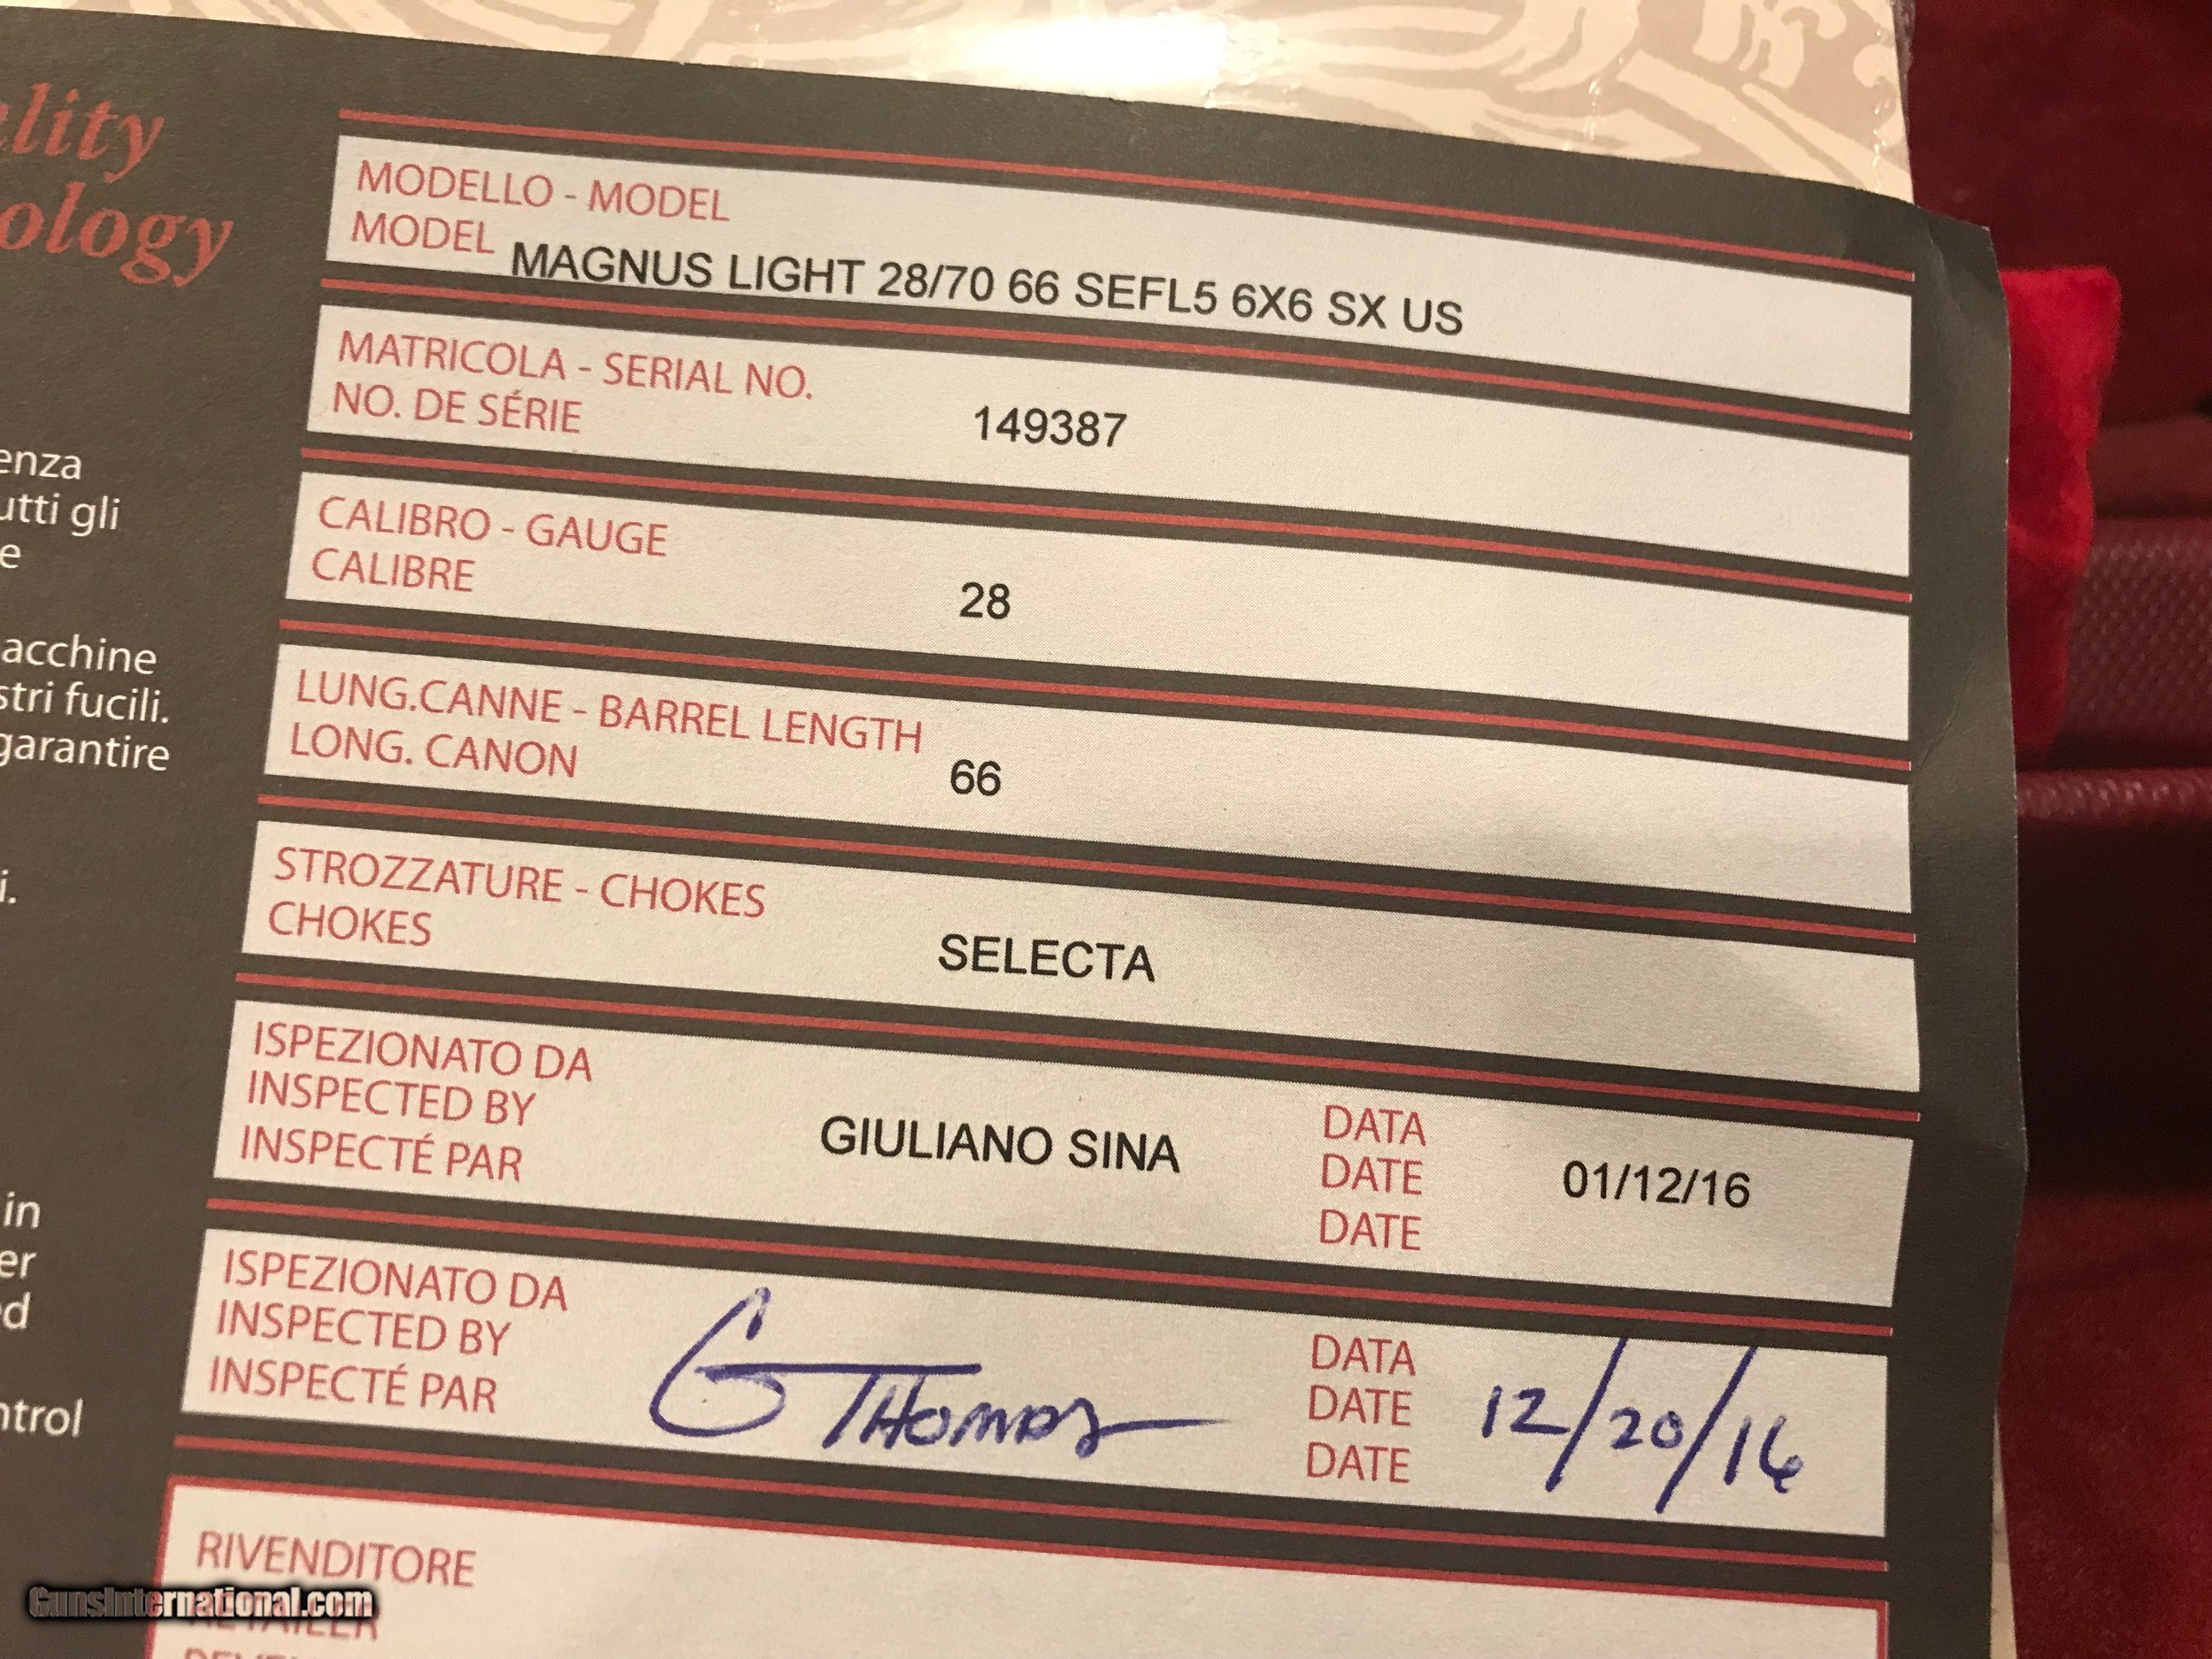 ality
ology
enza
utti gli
e
acchine
stri fucili.
garantire
i.
in
er
ed
ntrol
MODELLO - MODEL
MODEL MAGNUS LIGHT 28/70 66 SEFL5 6X6 SX US
MATRICOLA - SERIAL NO.
NO. DE SÉRIE 149387
CALIBRO - GAUGE
CALIBRE 28
LUNG.CANNE - BARREL LENGTH
LONG. CANON 66
STROZZATURE - CHOKES
CHOKES SELECTA
ISPEZIONATO DA
INSPECTED BY
INSPECTÉ PAR
GIULIANO SINA
DATA
DATE
DATE
01/12/16
ISPEZIONATO DA
INSPECTED BY
INSPECTÉ PAR
G THOMAS
DATA
DATE
DATE
12/20/16
RIVENDITORE
RETAILER
GunsInternational.com